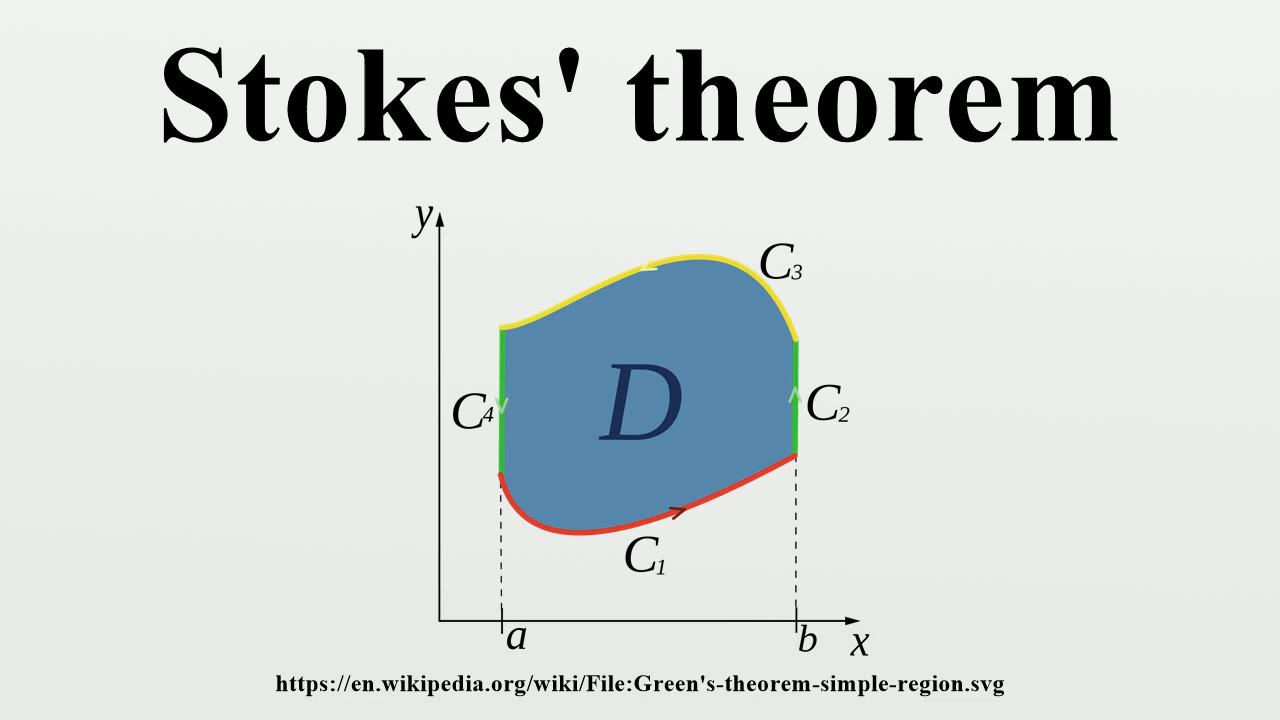 Stokes' theorem
y
C3
D
C4
C2
C1
a
b
x
https://en.wikipedia.org/wiki/File:Green's-theorem-simple-region.svg